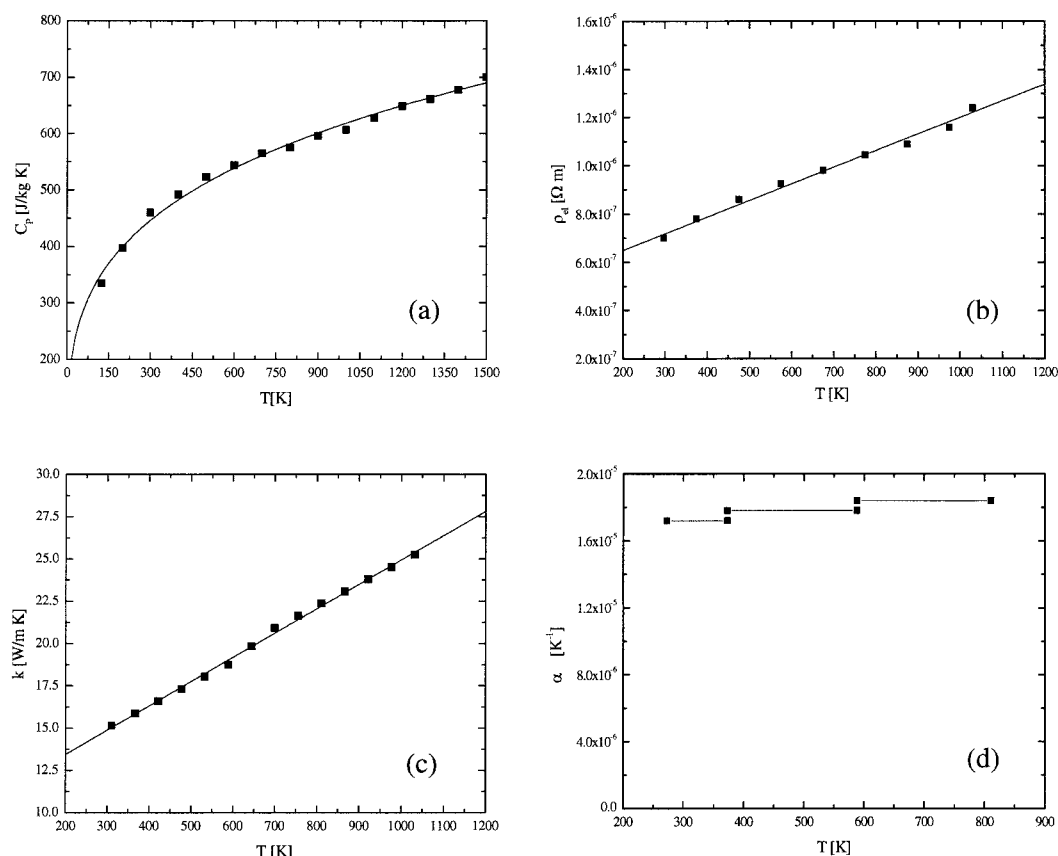 800
700
600
500
400
300
200
C_P [J/kg K]
0 150 300 450 600 750 900 1050 1200 1350 1500
T[K]
(a)
1.6x10^-6
1.4x10^-6
1.2x10^-6
1.0x10^-6
8.0x10^-7
6.0x10^-7
4.0x10^-7
2.0x10^-7
ρ_el [Ω m]
200 300 400 500 600 700 800 900 1000 1100 1200
T [K]
(b)
30.0
27.5
25.0
22.5
20.0
17.5
15.0
12.5
10.0
k [W/m K]
200 300 400 500 600 700 800 900 1000 1100 1200
T [K]
(c)
2.0x10^-5
1.6x10^-5
1.2x10^-5
8.0x10^-6
4.0x10^-6
0.0
α [K^-1]
200 300 400 500 600 700 800 900
T [K]
(d)